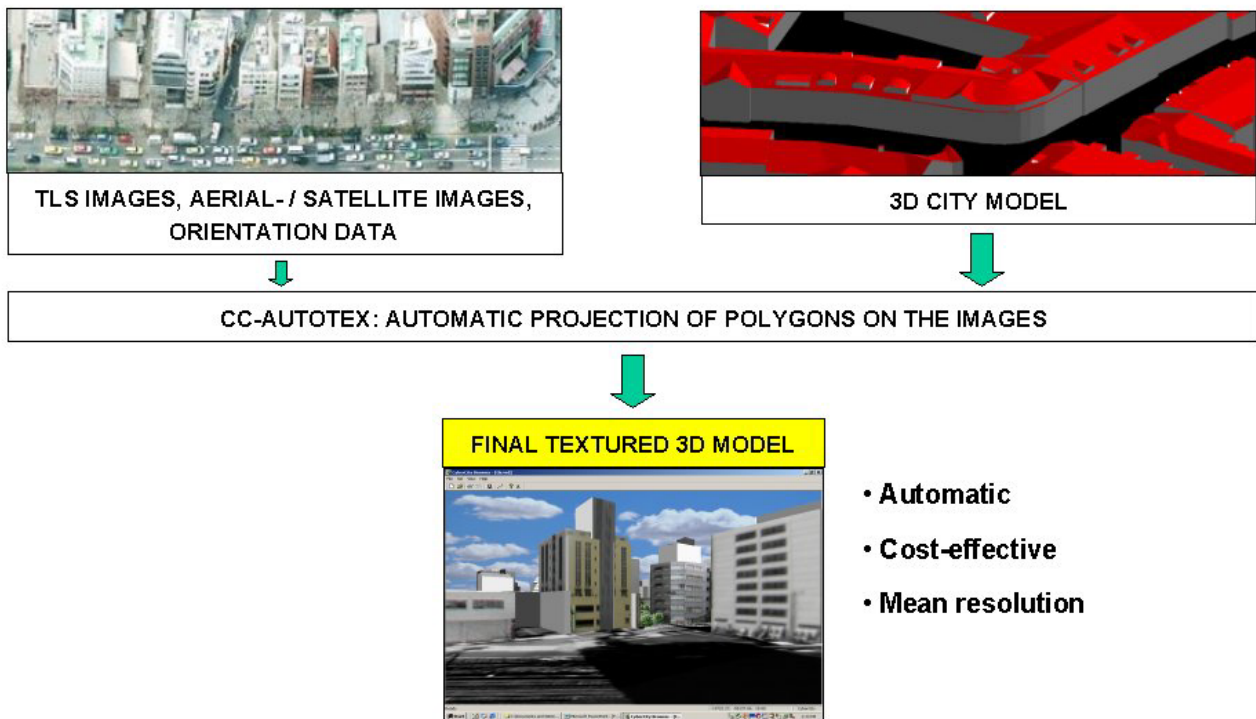 TLS IMAGES, AERIAL- / SATELLITE IMAGES,
ORIENTATION DATA
3D CITY MODEL
CC-AUTOTEX: AUTOMATIC PROJECTION OF POLYGONS ON THE IMAGES
FINAL TEXTURED 3D MODEL
• Automatic
• Cost-effective
• Mean resolution